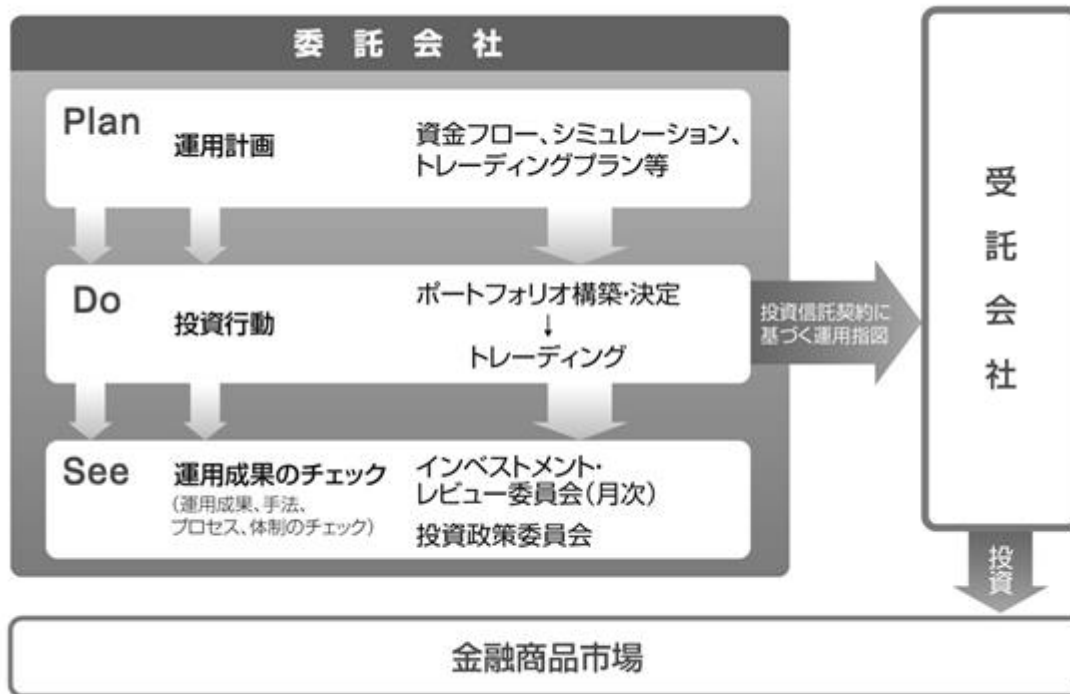 委託会社
Plan
運用計画
資金フロー、シミュレーション、
トレーディングプラン等
Do
投資行動
ポートフォリオ構築・決定
↓
トレーディング
投資信託契約に
基づく運用指図
See
運用成果のチェック
(運用成果、手法、
プロセス、体制のチェック)
インベストメント・
レビュー委員会(月次)
投資政策委員会
受託会社
投資
金融商品市場